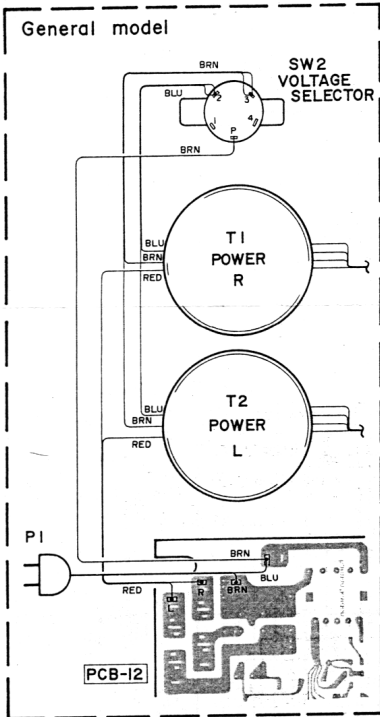 General model
BRN
SW2
VOLTAGE
SELECTOR
BLU
2
3
1
4
P
BRN
BLU
BRN
RED
T1
POWER
R
BLU
BRN
RED
T2
POWER
L
P1
BRN
BLU
RED
R
BRN
L
PCB-12